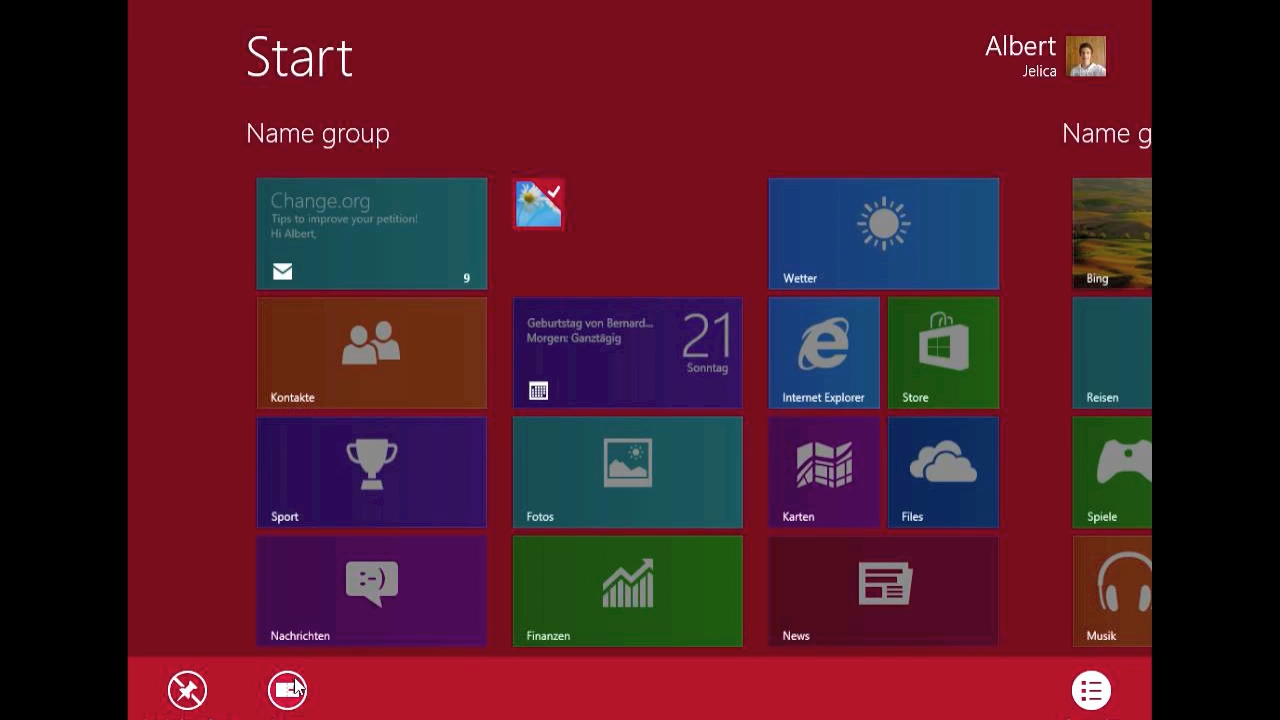 Start
Albert
Jelica
Name group
Name g
Change.org
Tips to improve your petition!
Hi Albert,
9
Wetter
Bing
Kontakte
Geburtstag von Bernard...
Morgen: Ganztägig
21
Sonntag
Internet Explorer
Store
Reisen
Sport
Fotos
Karten
Files
Spiele
:-)
Nachrichten
Finanzen
News
Musik